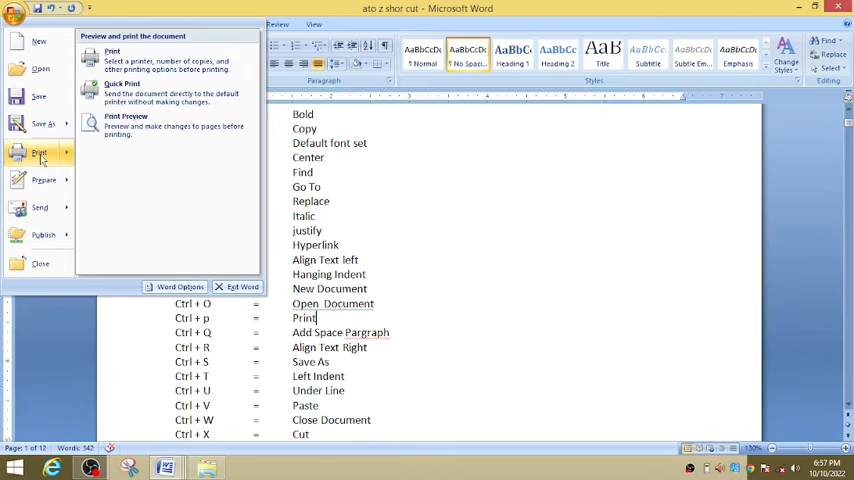 ato z shor cut - Microsoft Word
Review
View
New
Open
Save
Save As
Print
Prepare
Send
Publish
Close
Preview and print the document
Print
Select a printer, number of copies, and
other printing options before printing.
Quick Print
Send the document directly to the default
printer without making changes.
Print Preview
Preview and make changes to pages before
printing.
Word Options
Exit Word
Paragraph
AaBbCcDc
¶ Normal
AaBbCcDc
¶ No Spaci...
AaBbCc
Heading 1
AaBbCc
Heading 2
AaB
Title
AaBbCc
Subtitle
AaBbCcDc
Subtle Em...
AaBbCcDc
Emphasis
Change
Styles
Styles
Find
Replace
Select
Editing
Bold
Copy
Default font set
Center
Find
Go To
Replace
Italic
justify
Hyperlink
Align Text left
Hanging Indent
New Document
Ctrl + O = Open Document
Ctrl + p = Print
Ctrl + Q = Add Space Pargraph
Ctrl + R = Align Text Right
Ctrl + S = Save As
Ctrl + T = Left Indent
Ctrl + U = Under Line
Ctrl + V = Paste
Ctrl + W = Close Document
Ctrl + X = Cut
Page: 1 of 12
Words: 342
130%
6:57 PM
10/10/2022